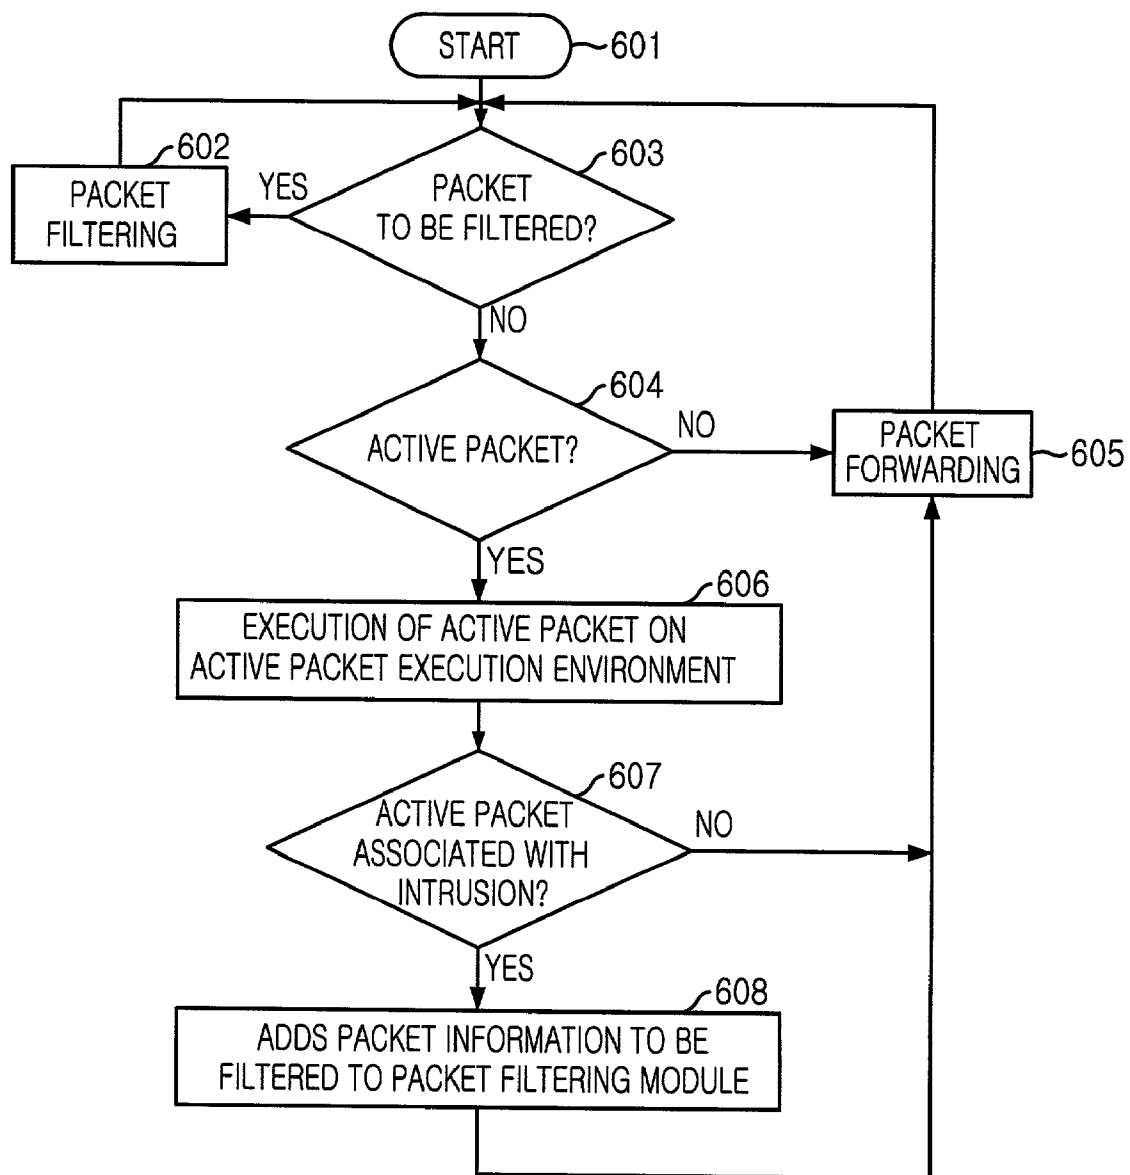 START
601
602
603
PACKET
FILTERING
YES
PACKET
TO BE FILTERED?
NO
604
ACTIVE PACKET?
NO
PACKET
FORWARDING
605
YES
606
EXECUTION OF ACTIVE PACKET ON
ACTIVE PACKET EXECUTION ENVIRONMENT
607
ACTIVE PACKET
ASSOCIATED WITH
INTRUSION?
NO
YES
608
ADDS PACKET INFORMATION TO BE
FILTERED TO PACKET FILTERING MODULE